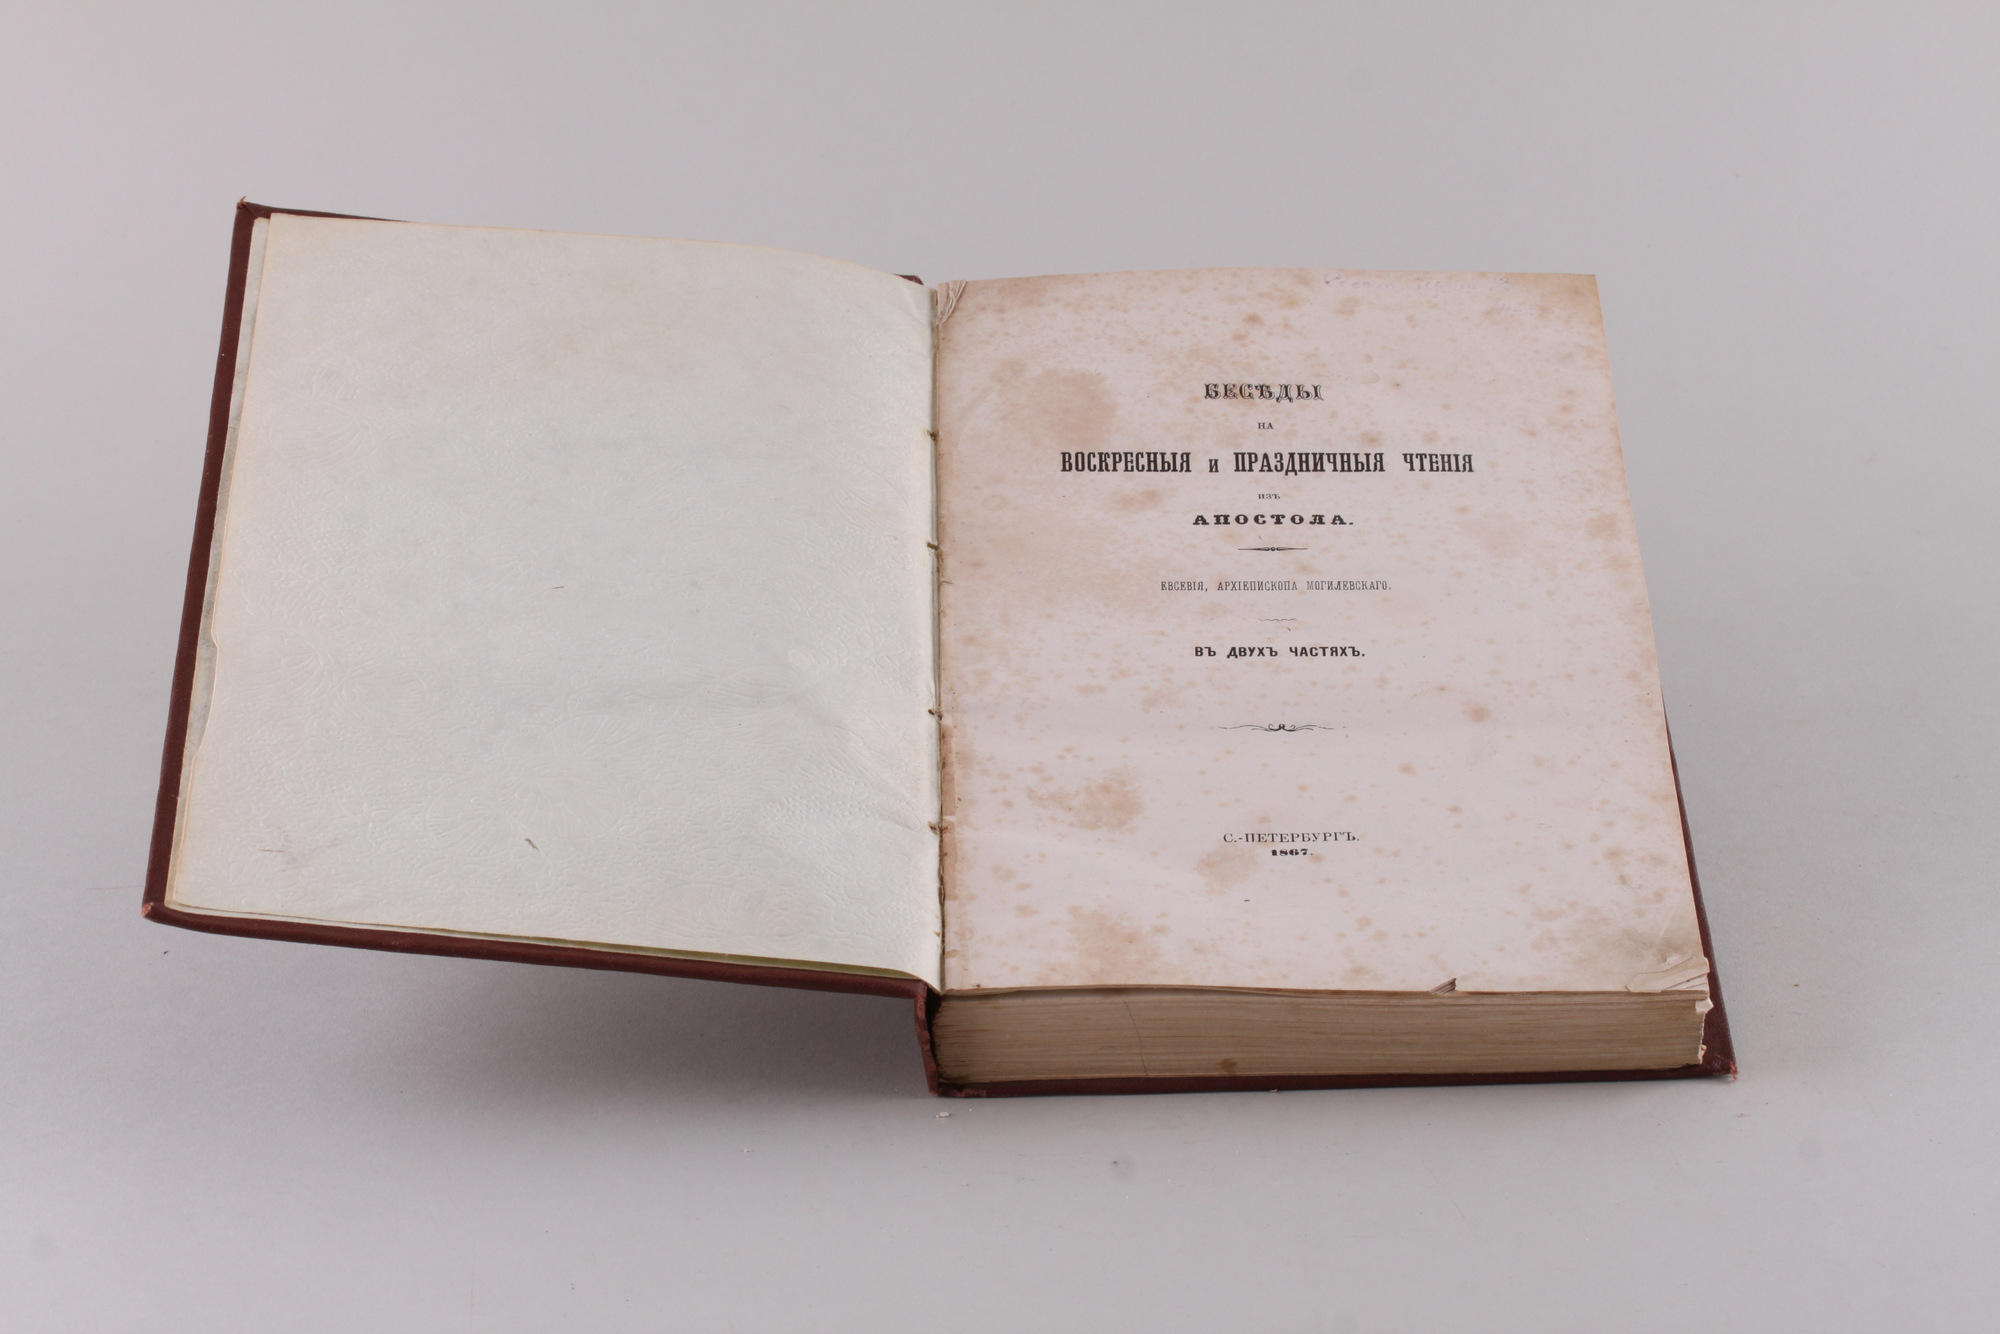 БЕСѢДЫ
НА
ВОСКРЕСНЫЯ и ПРАЗДНИЧНЫЯ ЧТЕНІЯ
ИЗЪ
АПОСТОЛА.
ЕВСЕВІЯ, АРХІЕПИСКОПА МОГИЛЕВСКАГО.
ВЪ ДВУХЪ ЧАСТЯХЪ.
С.-ПЕТЕРБУРГЪ.
1867.